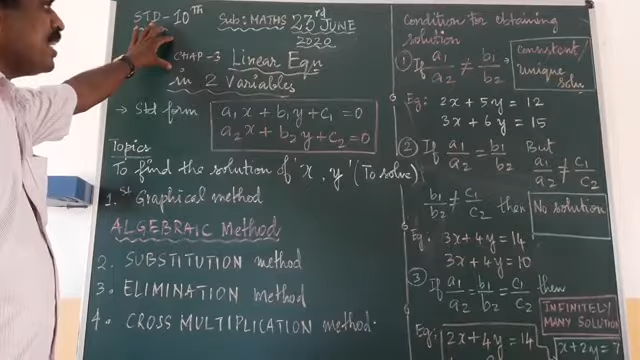 STD - 10th
Sub: MATHS
23rd JUNE
2020
CHAP-3 Linear Eqn
in 2 Variables
→ Std form
a₁x + b₁y + c₁ = 0
a₂x + b₂y + c₂ = 0
Topics
To find the solution of 'x, y' (To solve)
1.st Graphical method
ALGEBRAIC Method
2. SUBSTITUTION method
3. ELIMINATION method
4. CROSS MULTIPLICATION method.
Condition for obtaining
solution
① If a₁/a₂ ≠ b₁/b₂ → Consistent/
Unique
solu
Eg: 2x + 5y = 12
3x + 6y = 15
② If a₁/a₂ = b₁/b₂ But
a₁/a₂ ≠ c₁/c₂
b₁/b₂ ≠ c₁/c₂ then No solution
Eg: 3x + 4y = 14
3x + 4y = 10
③ If a₁/a₂ = b₁/b₂ = c₁/c₂ then
INFINITELY
MANY SOLUTION
Eg: 2x + 4y = 14
x + 2y = 7